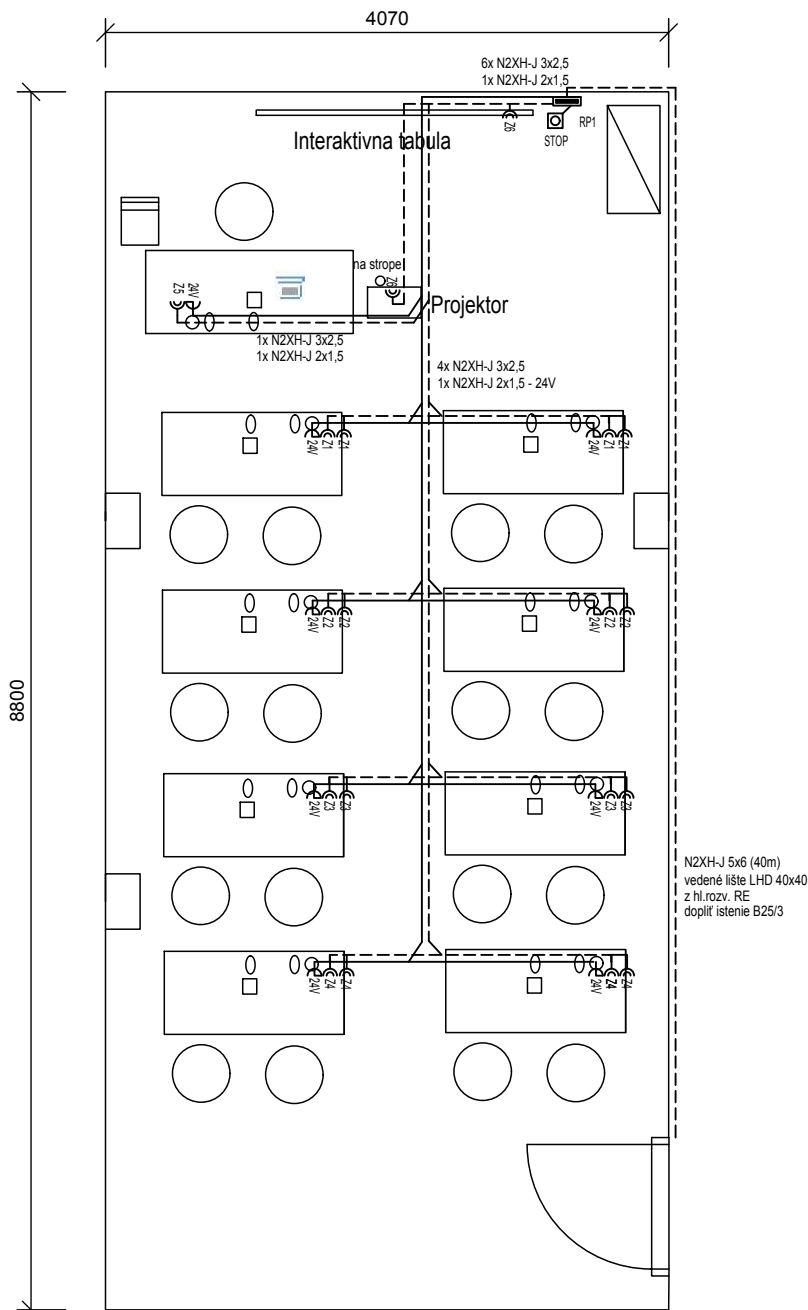 4070
6x N2XH-J 3x2,5
1x N2XH-J 2x1,5
Z6
RP1
STOP
Interaktivna tabula
na strope
Z6
Z5
24V
Projektor
1x N2XH-J 3x2,5
1x N2XH-J 2x1,5
4x N2XH-J 3x2,5
1x N2XH-J 2x1,5 - 24V
24V Z1 Z1
24V Z1 Z1
24V Z2 Z2
24V Z2 Z2
8800
24V Z3 Z3
24V Z3 Z3
N2XH-J 5x6 (40m)
vedené lište LHD 40x40
z hl.rozv. RE
dopliť istenie B25/3
24V Z4 Z4
24V Z4 Z4